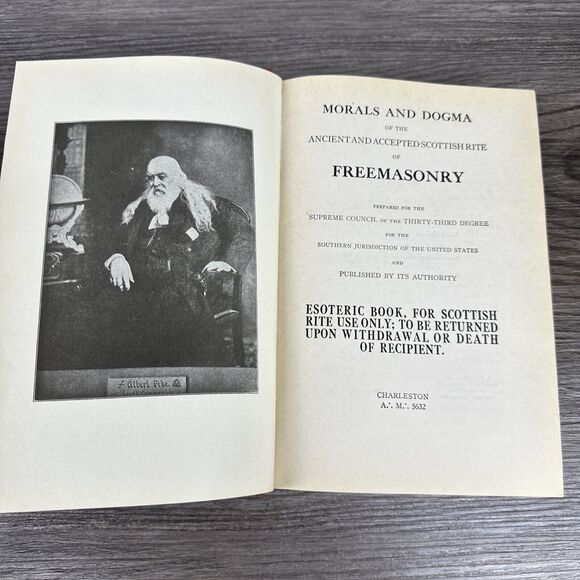 Albert Pike
MORALS AND DOGMA
OF THE
ANCIENT AND ACCEPTED SCOTTISH RITE
OF
FREEMASONRY
PREPARED FOR THE
SUPREME COUNCIL OF THE THIRTY-THIRD DEGREE
FOR THE
SOUTHERN JURISDICTION OF THE UNITED STATES
AND
PUBLISHED BY ITS AUTHORITY
ESOTERIC BOOK, FOR SCOTTISH
RITE USE ONLY; TO BE RETURNED
UPON WITHDRAWAL OR DEATH
OF RECIPIENT.
CHARLESTON
A∴ M∴ 5632